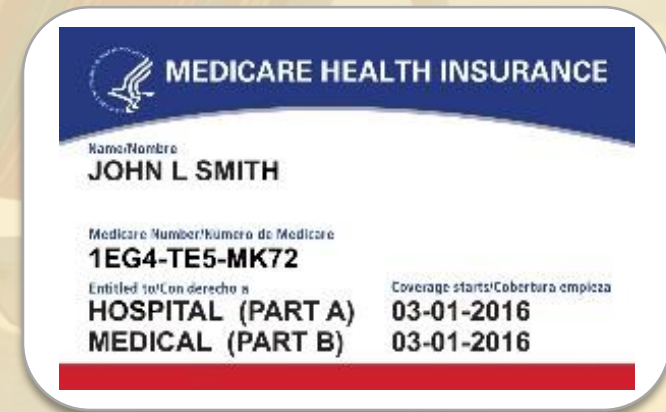 MEDICARE HEALTH INSURANCE
Name/Nombre
JOHN L SMITH
Medicare Number/Número de Medicare
1EG4-TE5-MK72
Entitled to/Con derecho a
Coverage starts/Cobertura empieza
HOSPITAL (PART A) 03-01-2016
MEDICAL (PART B) 03-01-2016